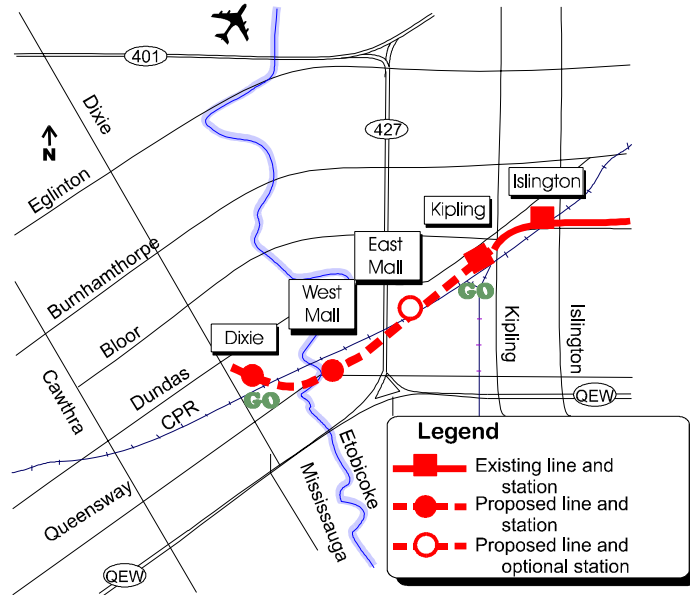 401
Dixie
427
N
Eglinton
Islington
Kipling
Burnhamthorpe
East
Mall
West
Mall
GO
Bloor
Dixie
Kipling
Islington
Dundas
GO
Cawthra
CPR
QEW
Queensway
Etobicoke
Mississauga
QEW
Legend
Existing line and
station
Proposed line and
station
Proposed line and
optional station